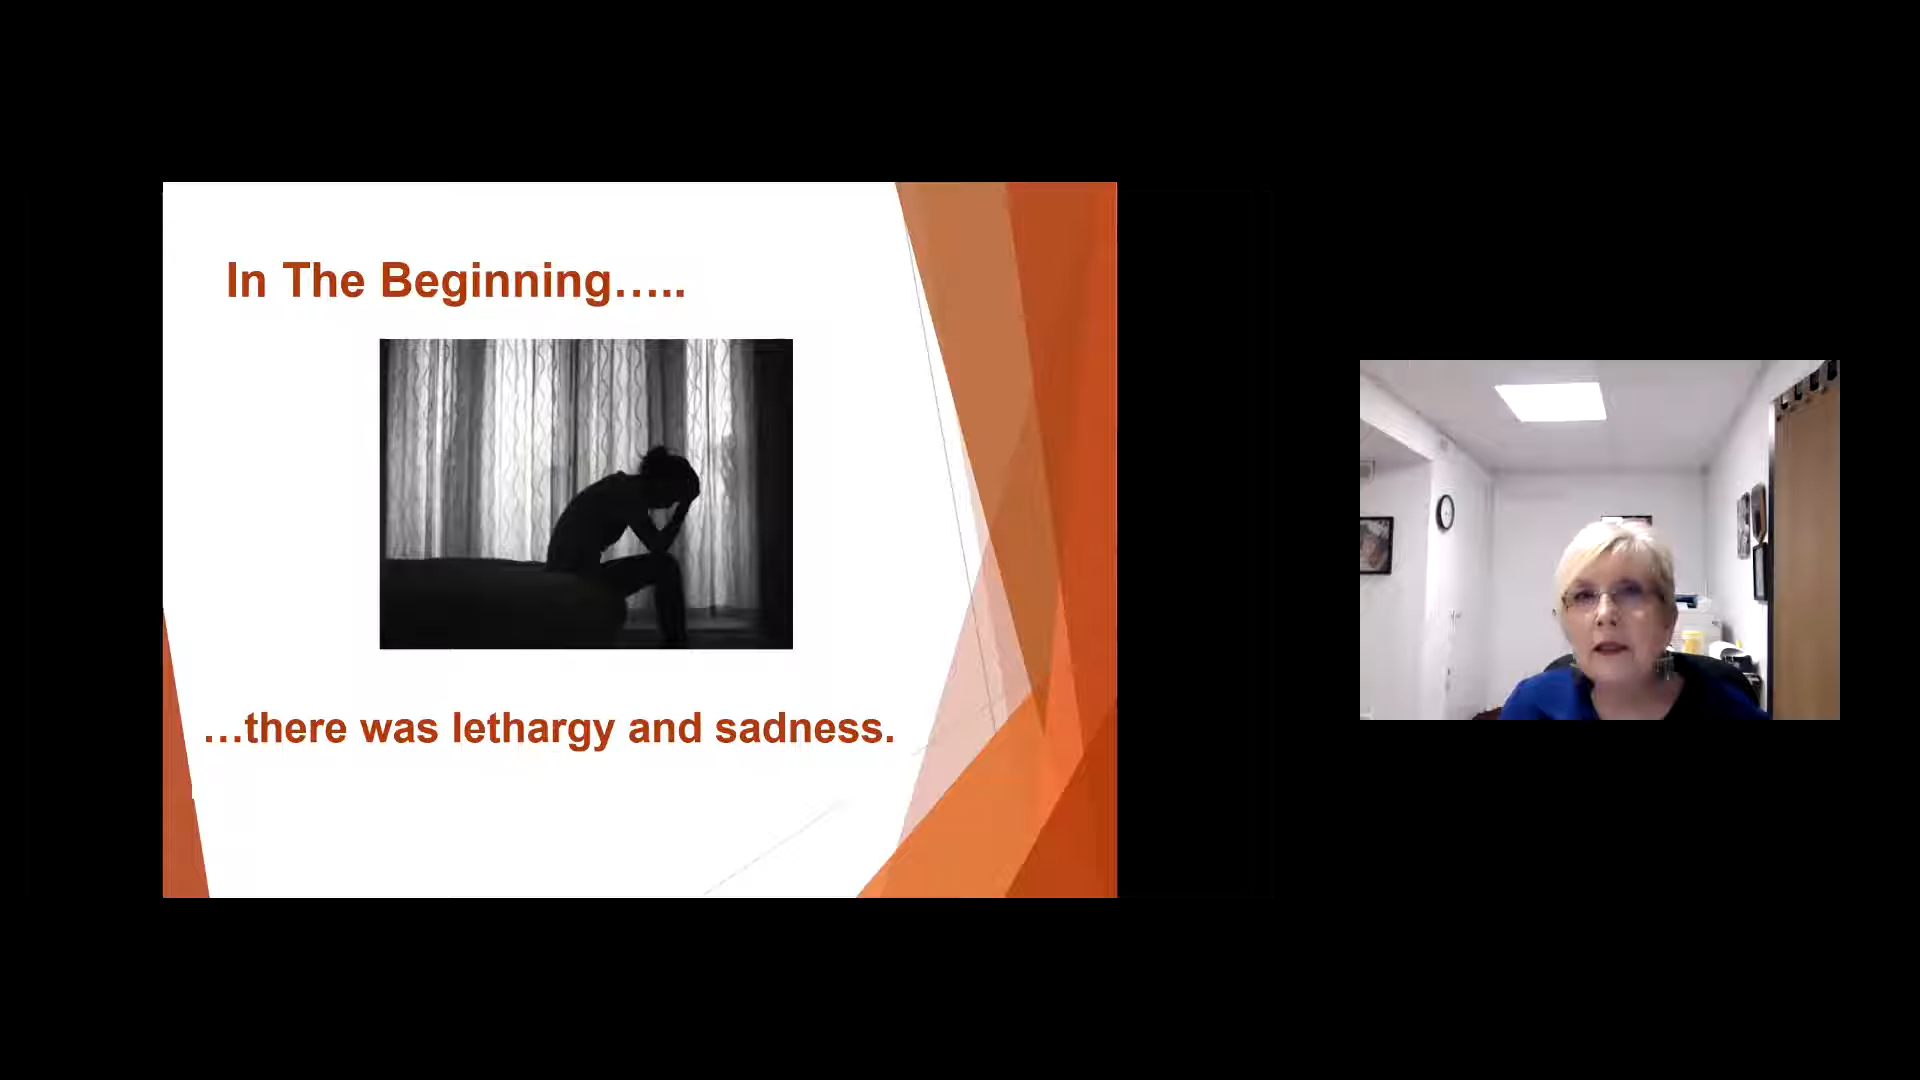 In The Beginning…..
…there was lethargy and sadness.